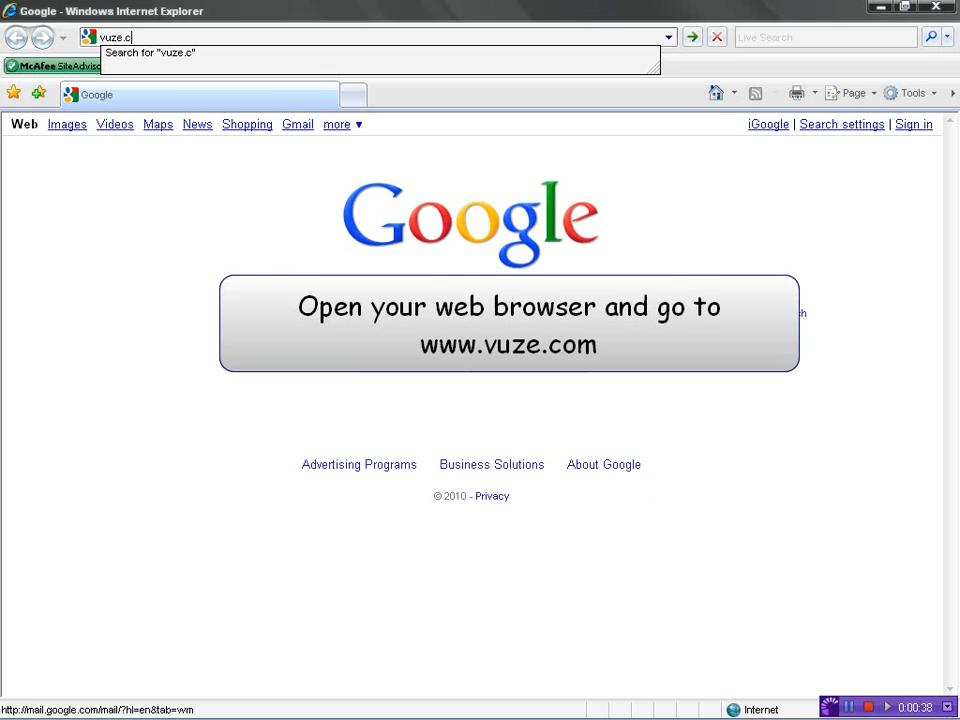 Google - Windows Internet Explorer
vuze.c
Live Search
Search for "vuze.c"
McAfee SiteAdviso
Google
Page
Tools
Web Images Videos Maps News Shopping Gmail more ▼
iGoogle | Search settings | Sign in
Google
Open your web browser and go to
www.vuze.com
ch
Advertising Programs Business Solutions About Google
© 2010 - Privacy
http://mail.google.com/mail/?hl=en&tab=wm
Internet
0:00:38